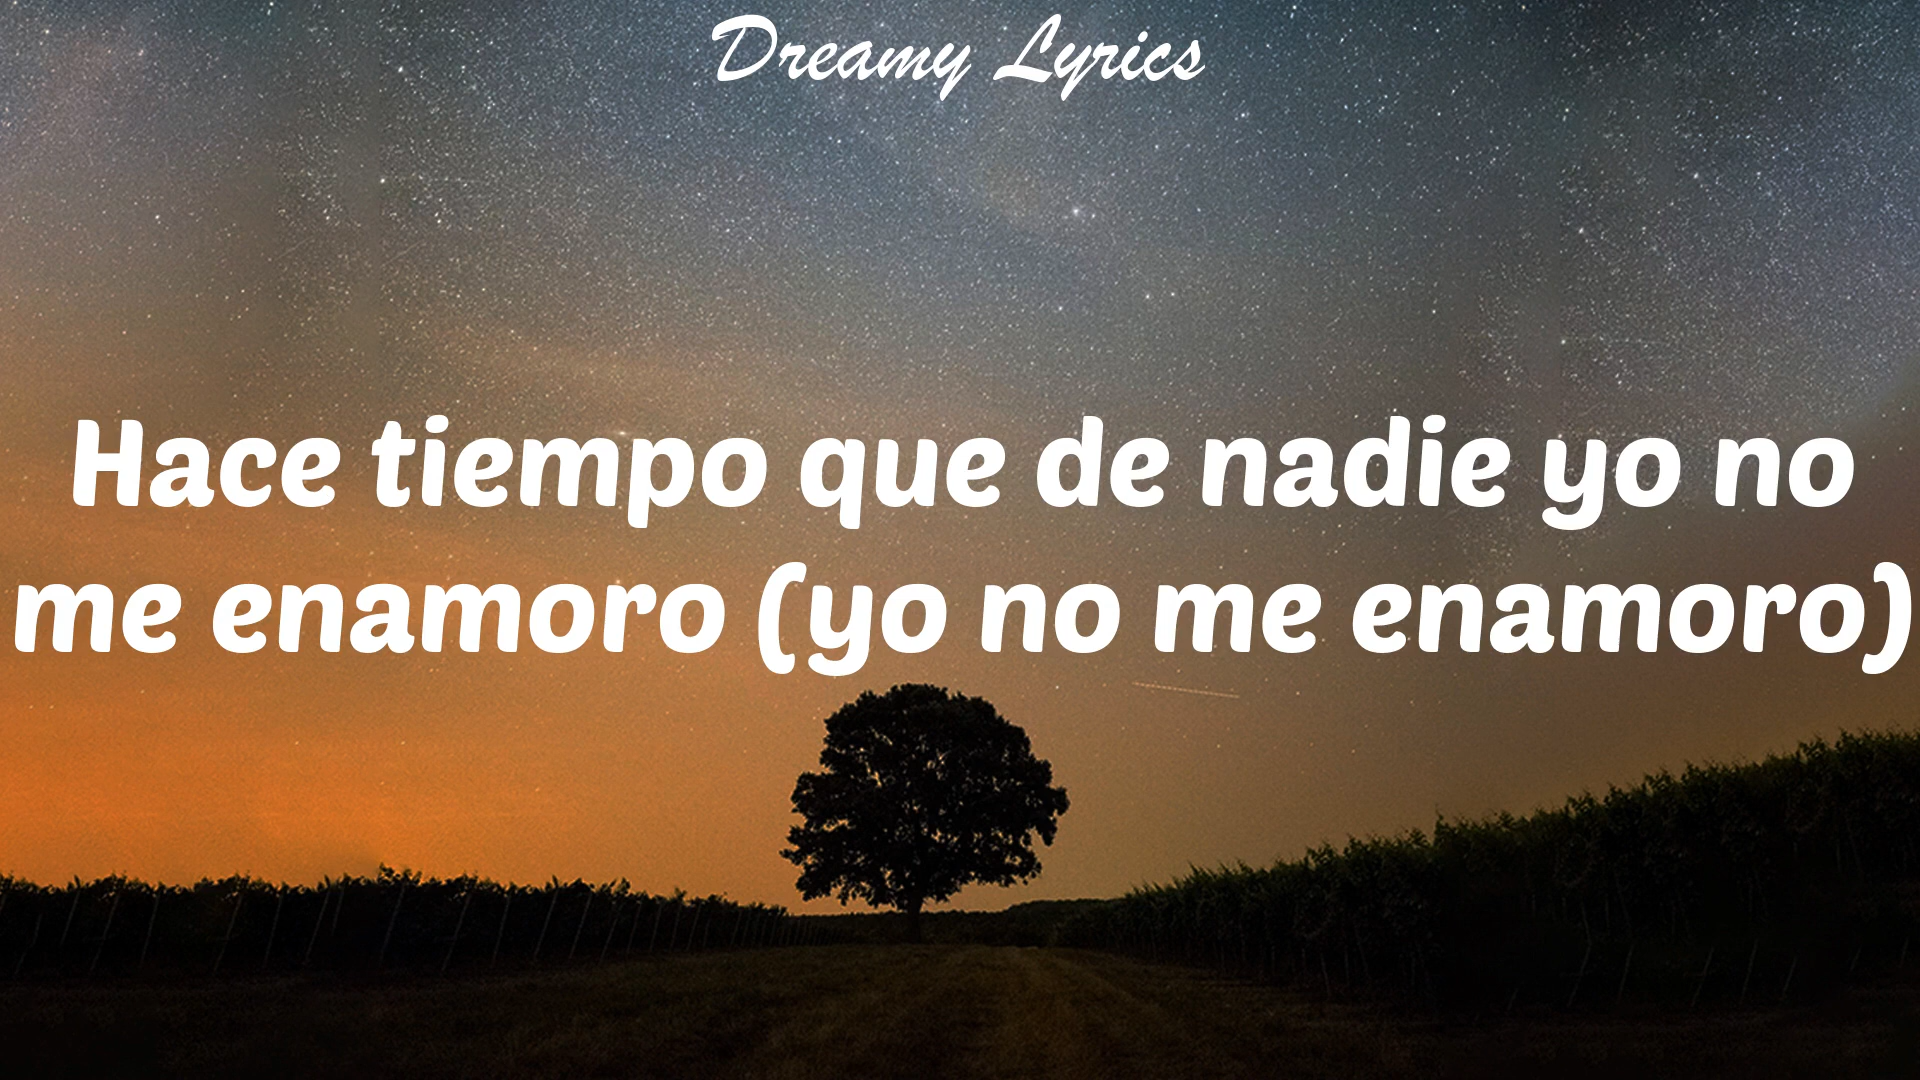 Dreamy Lyrics
Hace tiempo que de nadie yo no
me enamoro (yo no me enamoro)